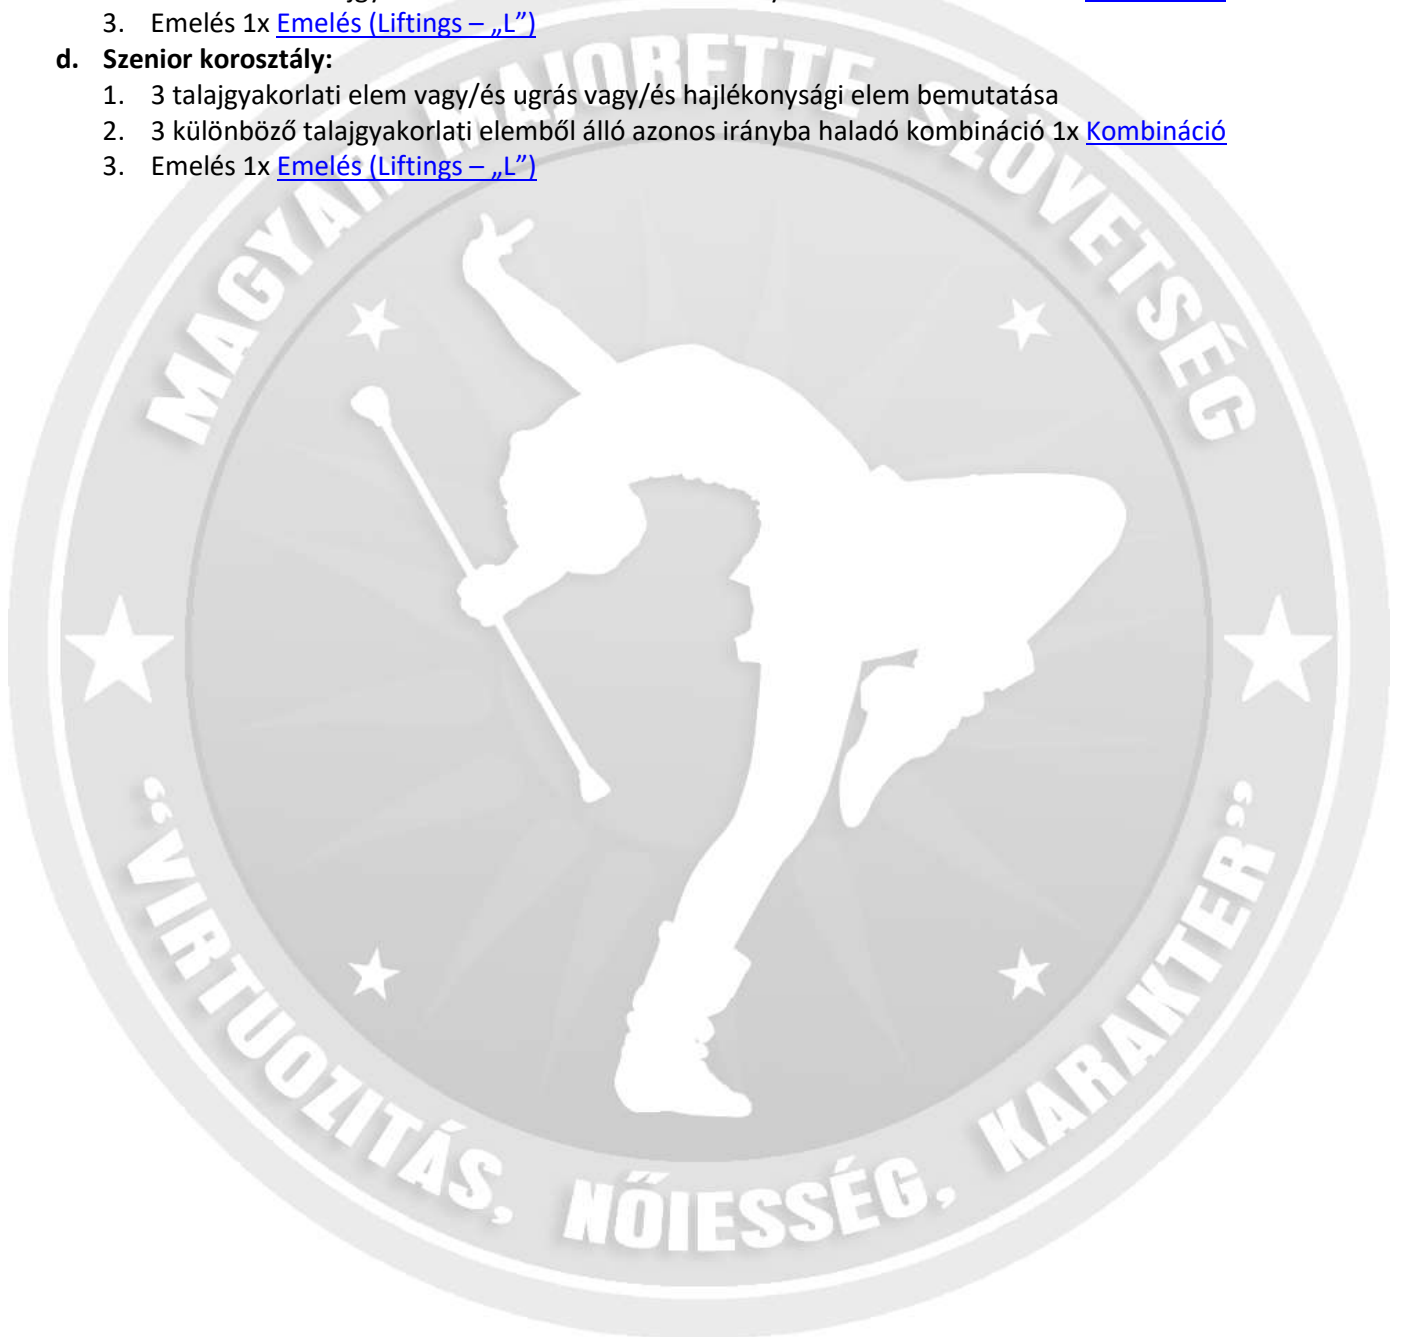 3. Emelés 1x Emelés (Liftings – „L”)
d. Szenior korosztály:
1. 3 talajgyakorlati elem vagy/és ugrás vagy/és hajlékonysági elem bemutatása
2. 3 különböző talajgyakorlati elemből álló azonos irányba haladó kombináció 1x Kombináció
3. Emelés 1x Emelés (Liftings – „L”)
MAGYAR MAJORETTE SZÖVETSÉG
“VIRTUOZITÁS, NŐIESSÉG, KARAKTER”